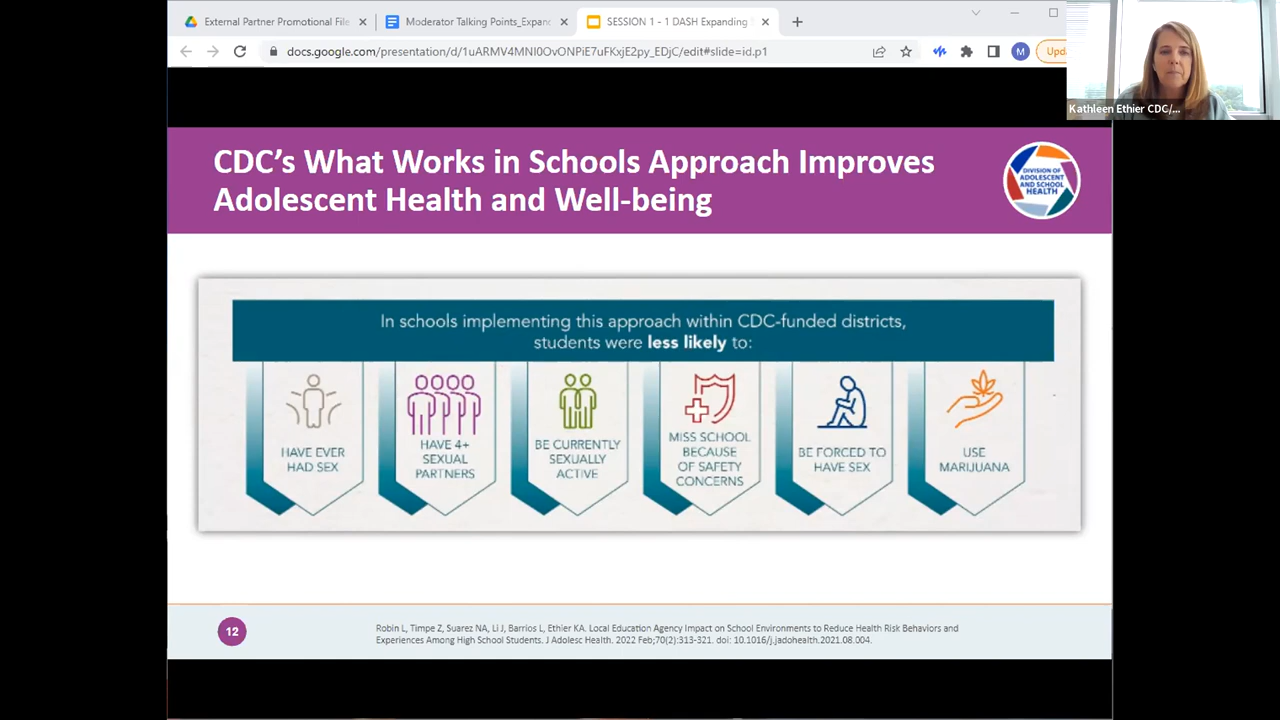 External Partner Promotional File
Moderator Talking Points_Expand
SESSION 1 - 1 DASH Expanding
docs.google.com/presentation/d/1uARMV4MNI0OvONPiE7uFKxjE2py_EDjC/edit#slide=id.p1
M
Upda
Kathleen Ethier CDC/...
CDC's What Works in Schools Approach Improves
Adolescent Health and Well-being
DIVISION OF
ADOLESCENT
AND SCHOOL
HEALTH
In schools implementing this approach within CDC-funded districts,
students were less likely to:
HAVE EVER
HAD SEX
HAVE 4+
SEXUAL
PARTNERS
BE CURRENTLY
SEXUALLY
ACTIVE
MISS SCHOOL
BECAUSE
OF SAFETY
CONCERNS
BE FORCED TO
HAVE SEX
USE
MARIJUANA
12
Robin L, Timpe Z, Suarez NA, Li J, Barrios L, Ethier KA. Local Education Agency Impact on School Environments to Reduce Health Risk Behaviors and
Experiences Among High School Students. J Adolesc Health. 2022 Feb;70(2):313-321. doi: 10.1016/j.jadohealth.2021.08.004.